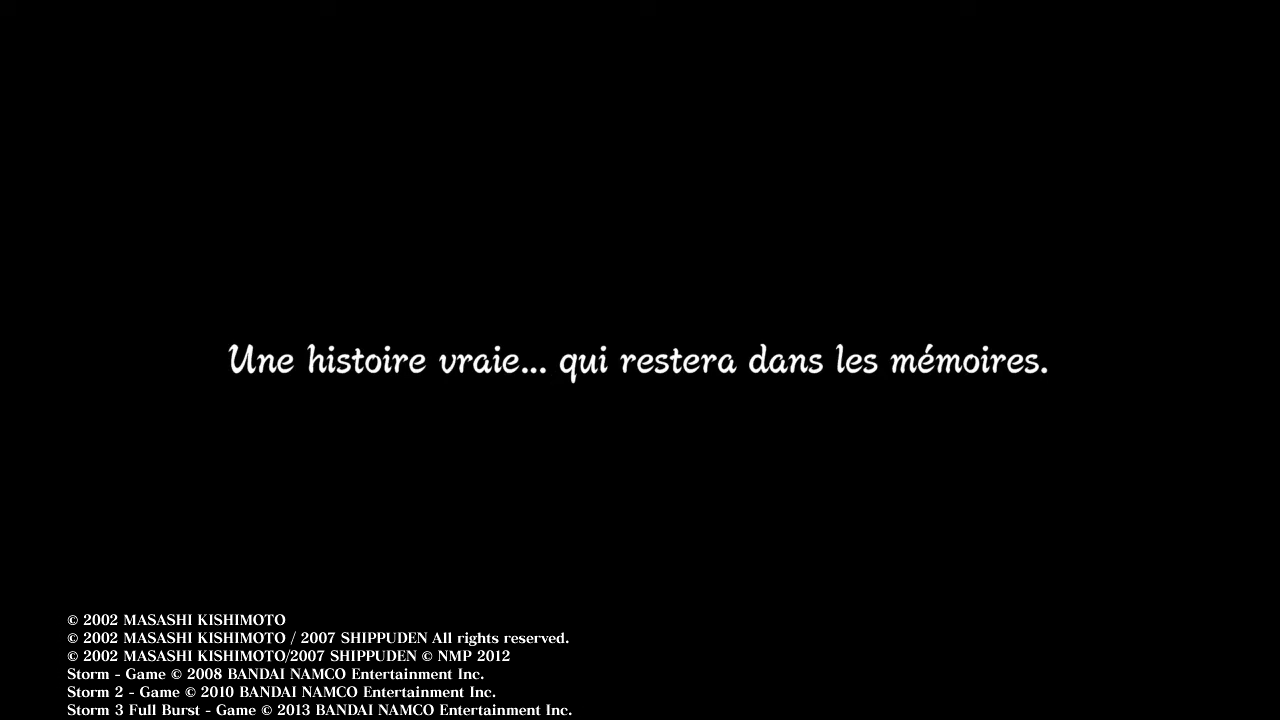 Une histoire vraie... qui restera dans les mémoires.
© 2002 MASASHI KISHIMOTO
© 2002 MASASHI KISHIMOTO / 2007 SHIPPUDEN All rights reserved.
© 2002 MASASHI KISHIMOTO/2007 SHIPPUDEN © NMP 2012
Storm - Game © 2008 BANDAI NAMCO Entertainment Inc.
Storm 2 - Game © 2010 BANDAI NAMCO Entertainment Inc.
Storm 3 Full Burst - Game © 2013 BANDAI NAMCO Entertainment Inc.